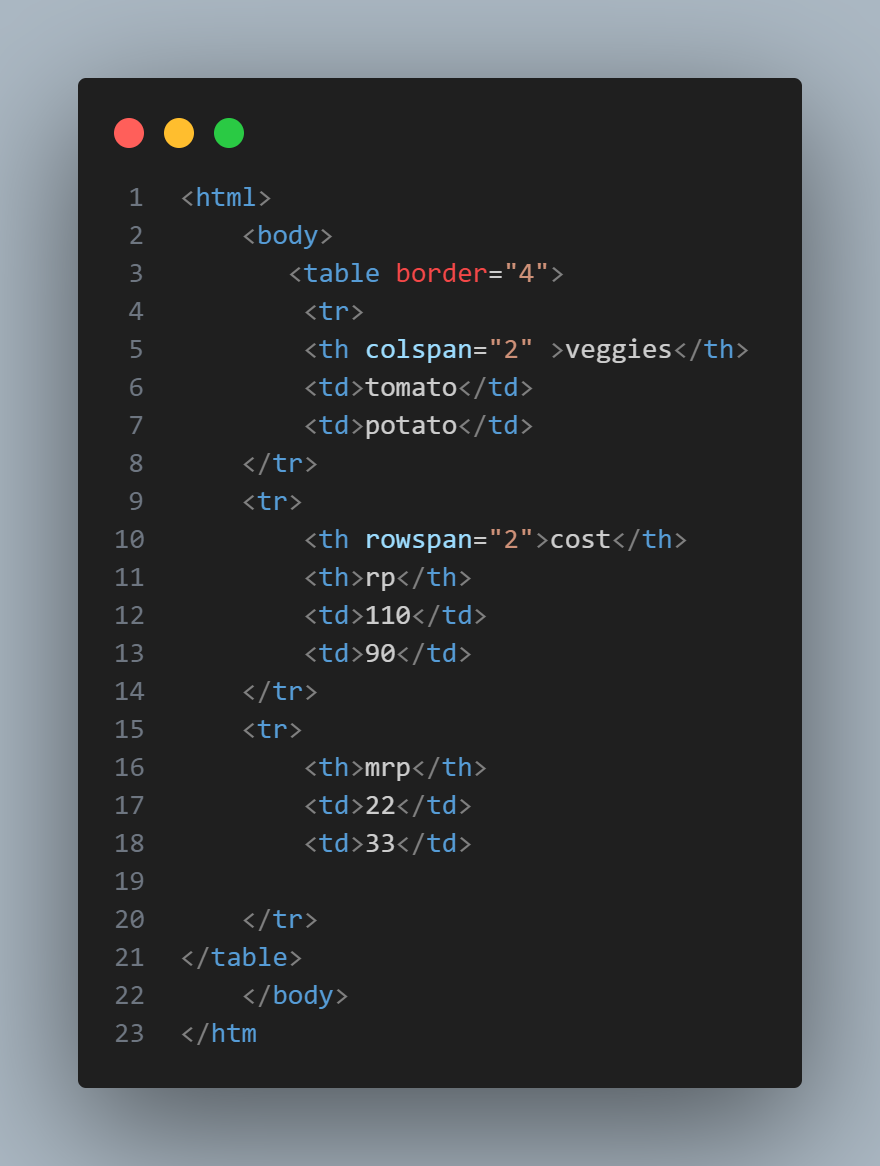 1 <html>
2     <body>
3        <table border="4">
4         <tr>
5         <th colspan="2" >veggies</th>
6         <td>tomato</td>
7         <td>potato</td>
8     </tr>
9     <tr>
10         <th rowspan="2">cost</th>
11         <th>rp</th>
12         <td>110</td>
13         <td>90</td>
14     </tr>
15     <tr>
16         <th>mrp</th>
17         <td>22</td>
18         <td>33</td>
19
20     </tr>
21 </table>
22     </body>
23 </htm